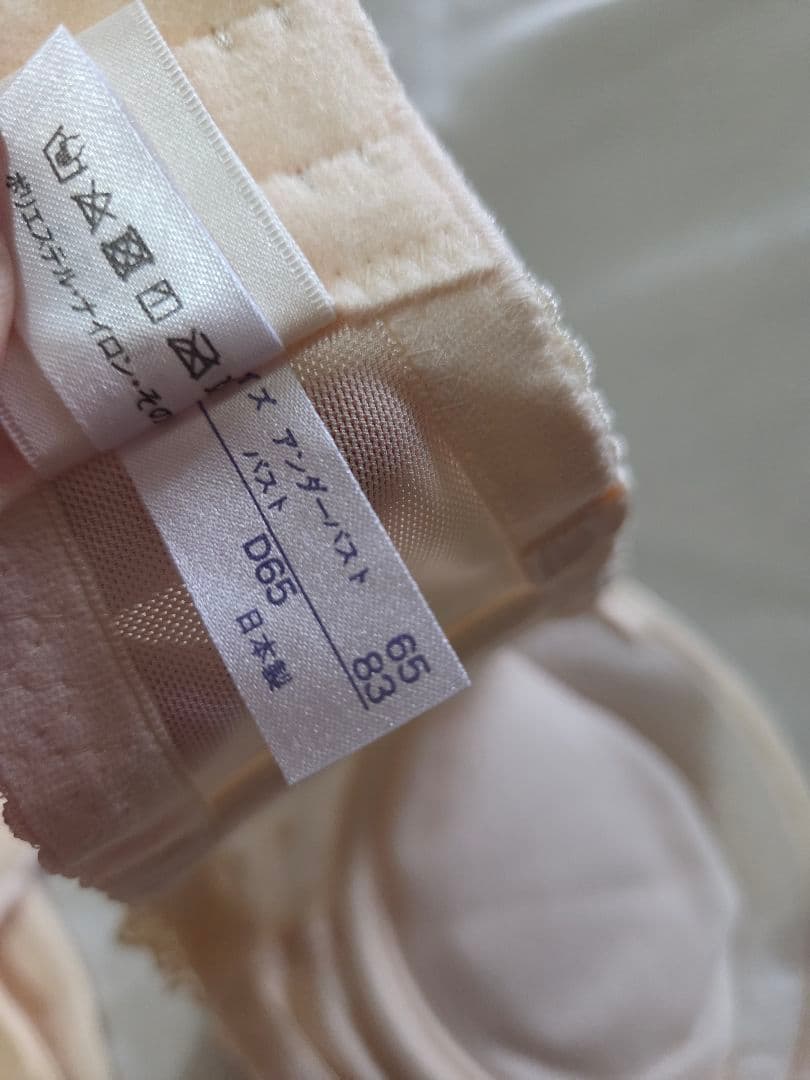 ポリエステル・ナイロン・その
イズ アンダーバスト 65
バスト 83
D65
日本製